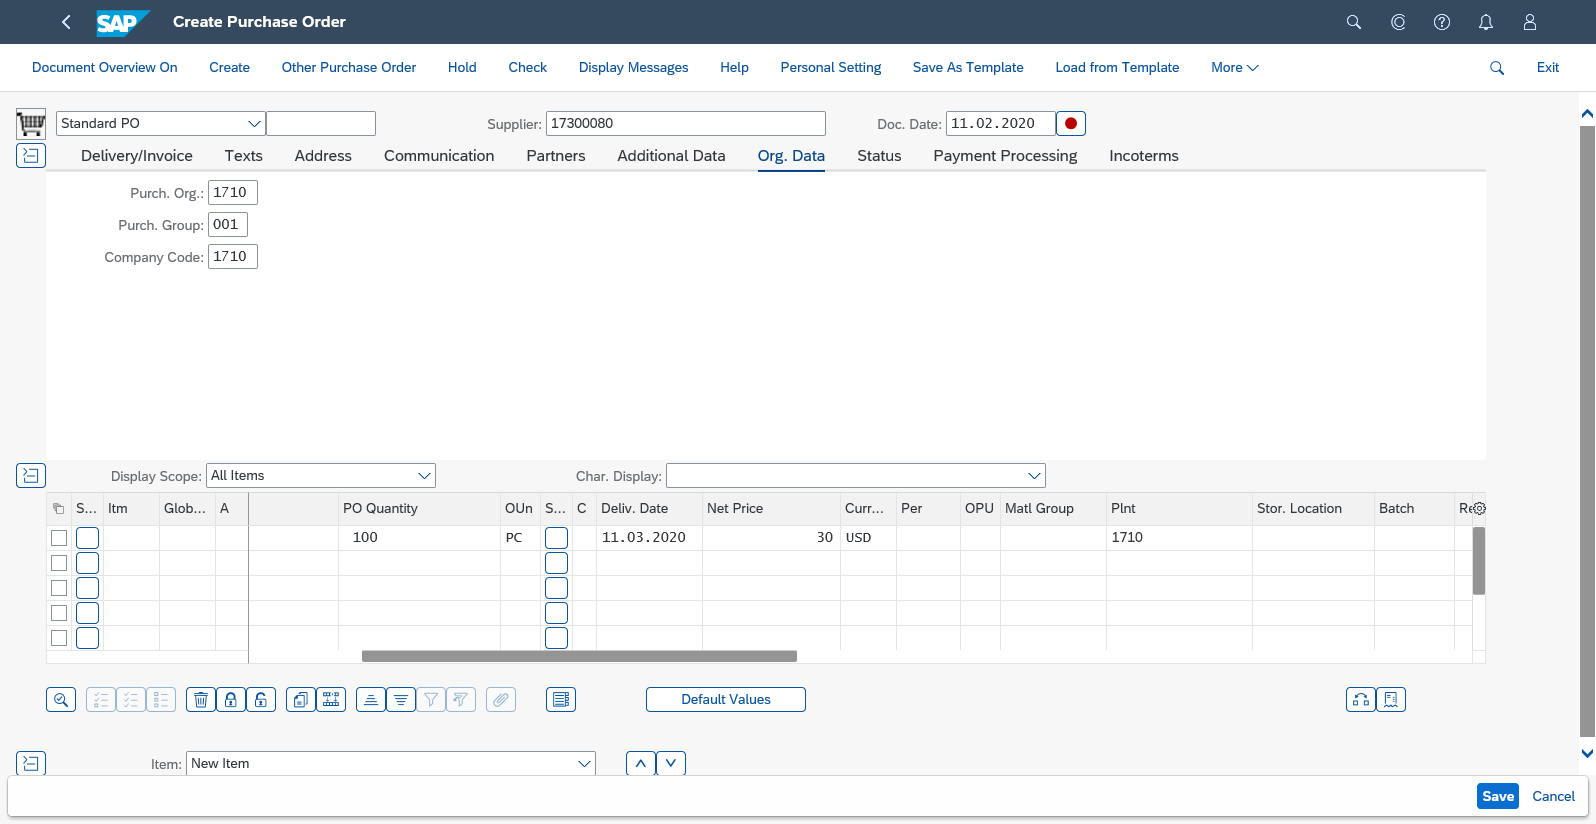 SAP Create Purchase Order
Document Overview On Create Other Purchase Order Hold Check Display Messages Help Personal Setting Save As Template Load from Template More Exit
Standard PO Supplier: 17300080 Doc. Date: 11.02.2020
Delivery/Invoice Texts Address Communication Partners Additional Data Org. Data Status Payment Processing Incoterms
Purch. Org.: 1710
Purch. Group: 001
Company Code: 1710
Display Scope: All Items Char. Display:
S... Itm Glob... A PO Quantity OUn S... C Deliv. Date Net Price Curr... Per OPU Matl Group Plnt Stor. Location Batch Re
100 PC 11.03.2020 30 USD 1710
Default Values
Item: New Item
Save Cancel